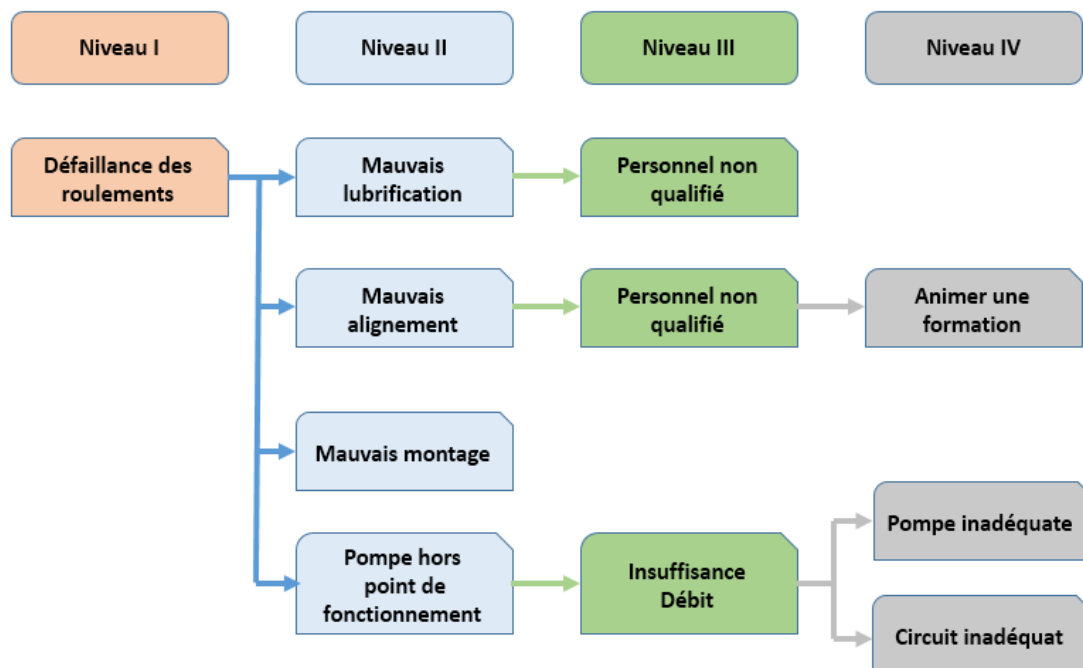 Niveau I
Niveau II
Niveau III
Niveau IV
Défaillance des
roulements
Mauvais
lubrification
Personnel non
qualifié
Mauvais
alignement
Personnel non
qualifié
Animer une
formation
Mauvais montage
Pompe hors
point de
fonctionnement
Insuffisance
Débit
Pompe inadéquate
Circuit inadéquat